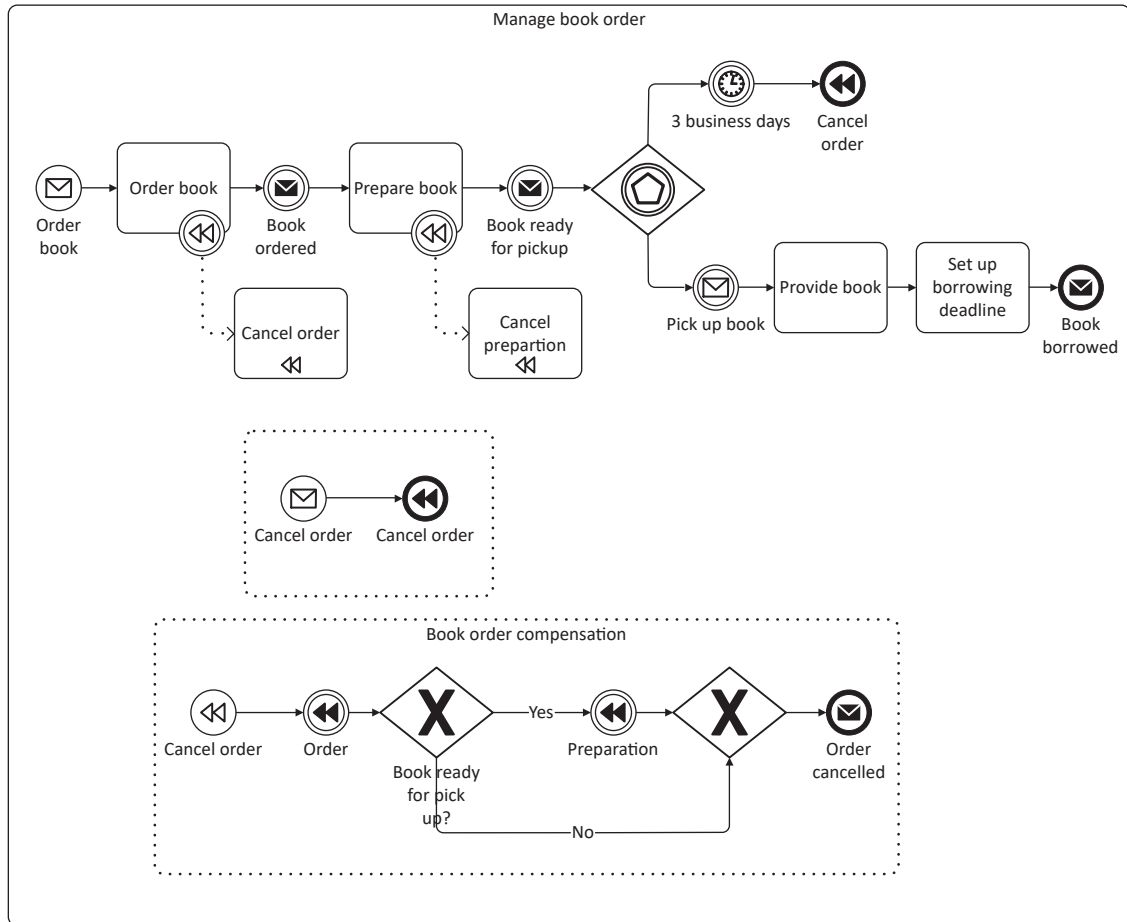 Manage book order
3 business days
Cancel
order
Order book
Prepare book
Order
book
Book
ordered
Book ready
for pickup
Pick up book
Provide book
Set up
borrowing
deadline
Book
borrowed
Cancel order
Cancel
prepartion
Cancel order
Cancel order
Book order compensation
Cancel order
Order
Yes
Book ready
for pick
up?
Preparation
Order
cancelled
No